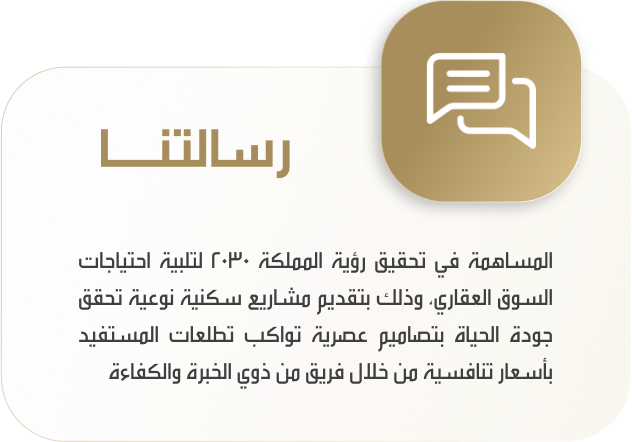 رسالتنا
المساهمة في تحقيق رؤية المملكة ٢٠٣٠ لتلبية احتياجات
السوق العقاري، وذلك بتقديم مشاريع سكنية نوعية تحقق
جودة الحياة بتصاميم عصرية تواكب تطلعات المستفيد
بأسعار تنافسية من خلال فريق من ذوي الخبرة والكفاءة